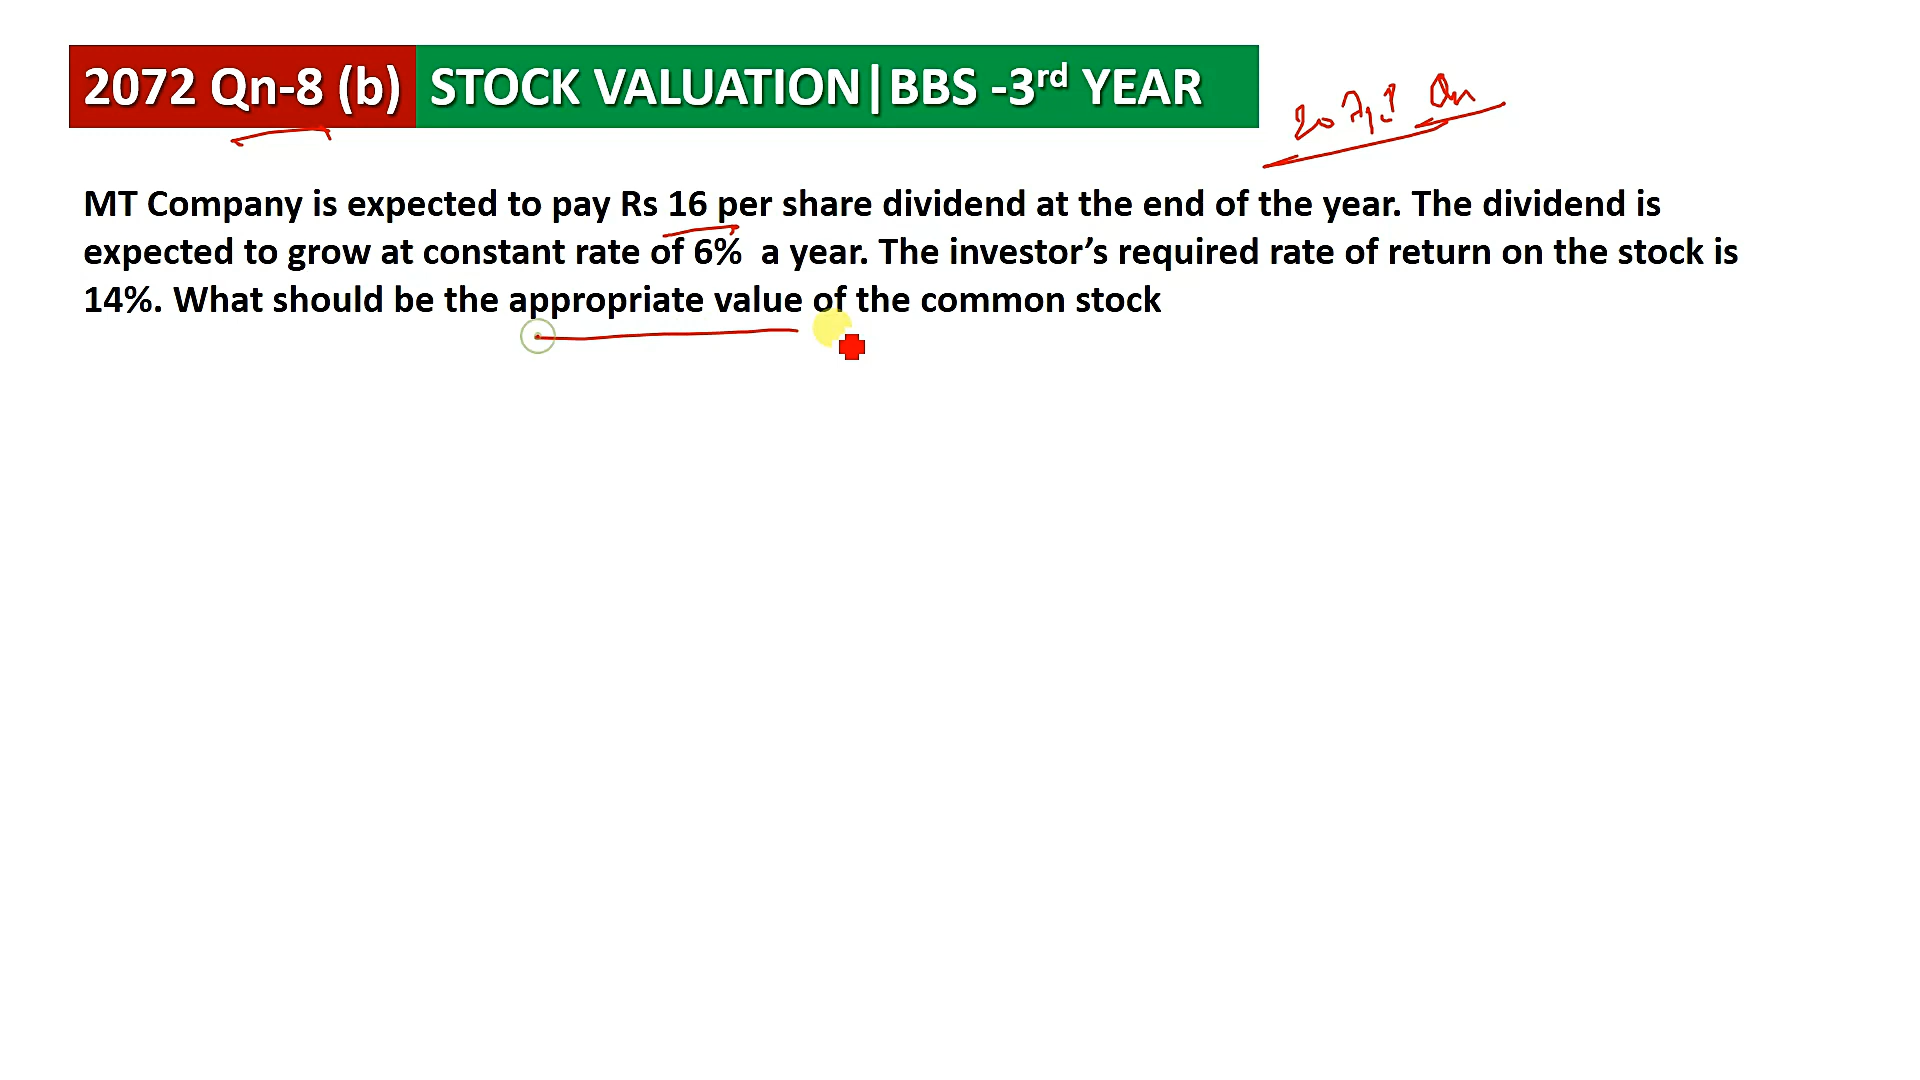 2072 Qn-8 (b) STOCK VALUATION|BBS -3rd YEAR
Qn
MT Company is expected to pay Rs 16 per share dividend at the end of the year. The dividend is
expected to grow at constant rate of 6% a year. The investor’s required rate of return on the stock is
14%. What should be the appropriate value of the common stock